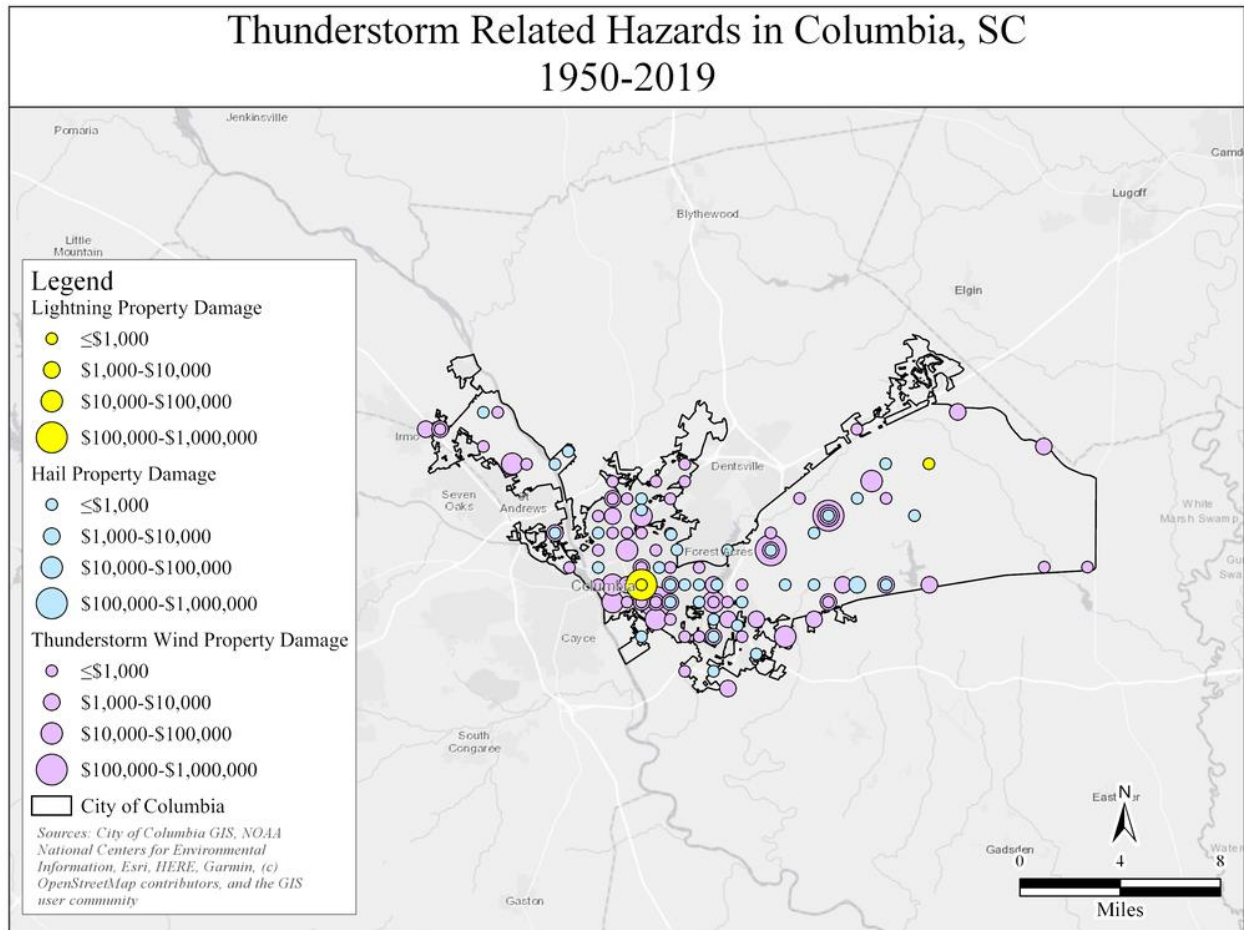 Thunderstorm Related Hazards in Columbia, SC
1950-2019
Pomaria
Jenkinsville
Lugoff
Blythewood
Little
Mountain
Elgin
Legend
Lightning Property Damage
≤$1,000
$1,000-$10,000
$10,000-$100,000
$100,000-$1,000,000
Hail Property Damage
≤$1,000
$1,000-$10,000
$10,000-$100,000
$100,000-$1,000,000
Thunderstorm Wind Property Damage
≤$1,000
$1,000-$10,000
$10,000-$100,000
$100,000-$1,000,000
City of Columbia
Sources: City of Columbia GIS, NOAA
National Centers for Environmental
Information, Esri, HERE, Garmin, (c)
OpenStreetMap contributors, and the GIS
user community
Irmo
Dentsville
Seven
Oaks
Andrews
White
Marsh Swamp
Forest Acres
Columbia
Cayce
South
Congaree
Gadsden
Gaston
N
0 4 8
Miles